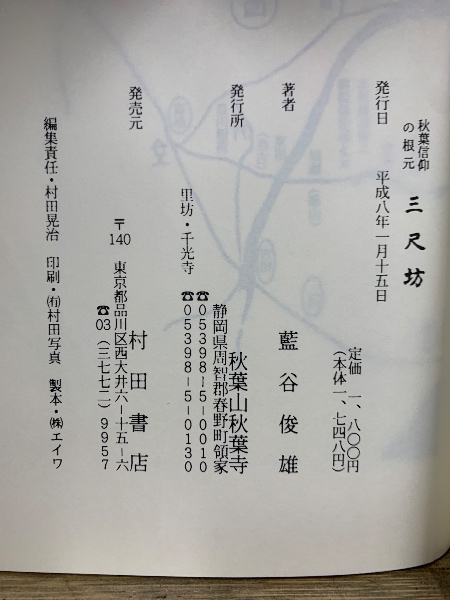 秋葉信仰の根元 三尺坊
発行日 平成八年一月十五日
定価 一、八〇〇円
（本体一、七四八円）
著者 藍谷俊雄
発行所 秋葉山秋葉寺
静岡県周智郡春野町領家
☎05398-5-0010
里坊・千光寺
☎05398-5-0130
発売元 村田書店
〒140 東京都品川区西大井六-十五-六
☎03（三七七二）9957
編集責任・村田晃治 印刷・㈲村田写真 製本・㈱エイワ